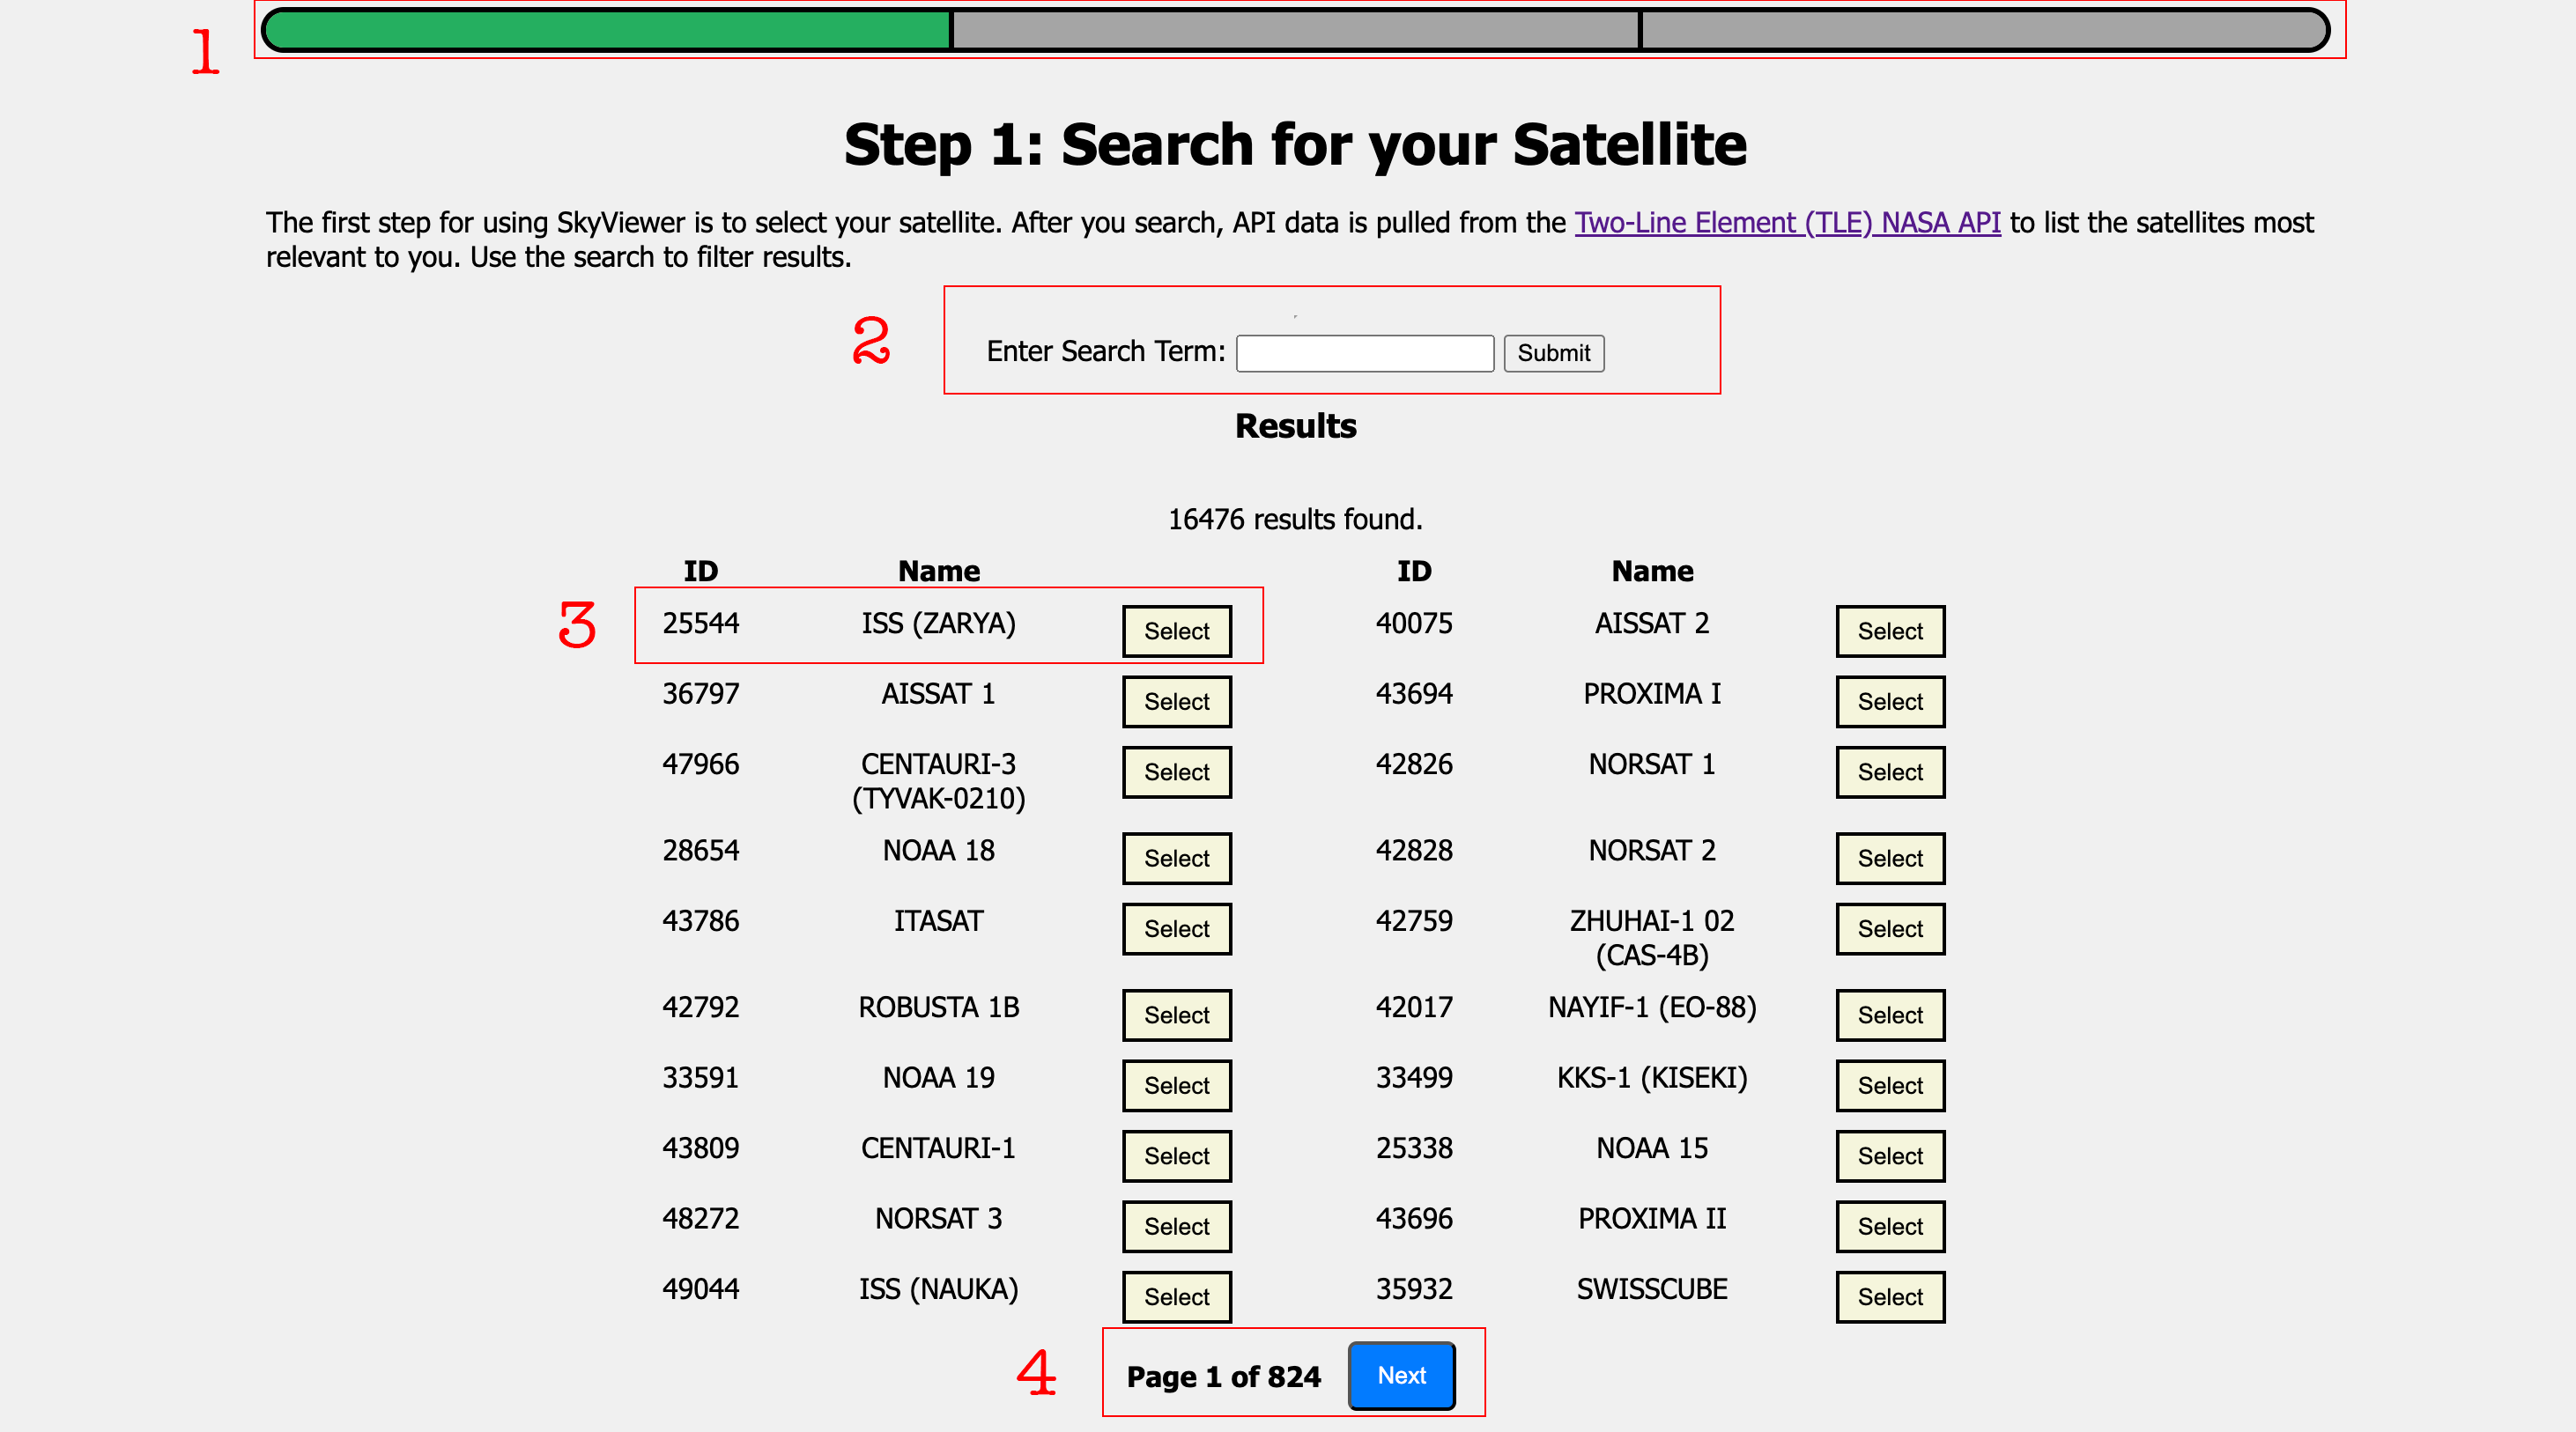 1
Step 1: Search for your Satellite
The first step for using SkyViewer is to select your satellite. After you search, API data is pulled from the Two-Line Element (TLE) NASA API to list the satellites most
relevant to you. Use the search to filter results.
2
Enter Search Term: Submit
Results
16476 results found.
ID Name ID Name
3
25544 ISS (ZARYA) Select 40075 AISSAT 2 Select
36797 AISSAT 1 Select 43694 PROXIMA I Select
47966 CENTAURI-3 Select 42826 NORSAT 1 Select
(TYVAK-0210)
28654 NOAA 18 Select 42828 NORSAT 2 Select
43786 ITASAT Select 42759 ZHUHAI-1 02 Select
(CAS-4B)
42792 ROBUSTA 1B Select 42017 NAYIF-1 (EO-88) Select
33591 NOAA 19 Select 33499 KKS-1 (KISEKI) Select
43809 CENTAURI-1 Select 25338 NOAA 15 Select
48272 NORSAT 3 Select 43696 PROXIMA II Select
49044 ISS (NAUKA) Select 35932 SWISSCUBE Select
4
Page 1 of 824 Next